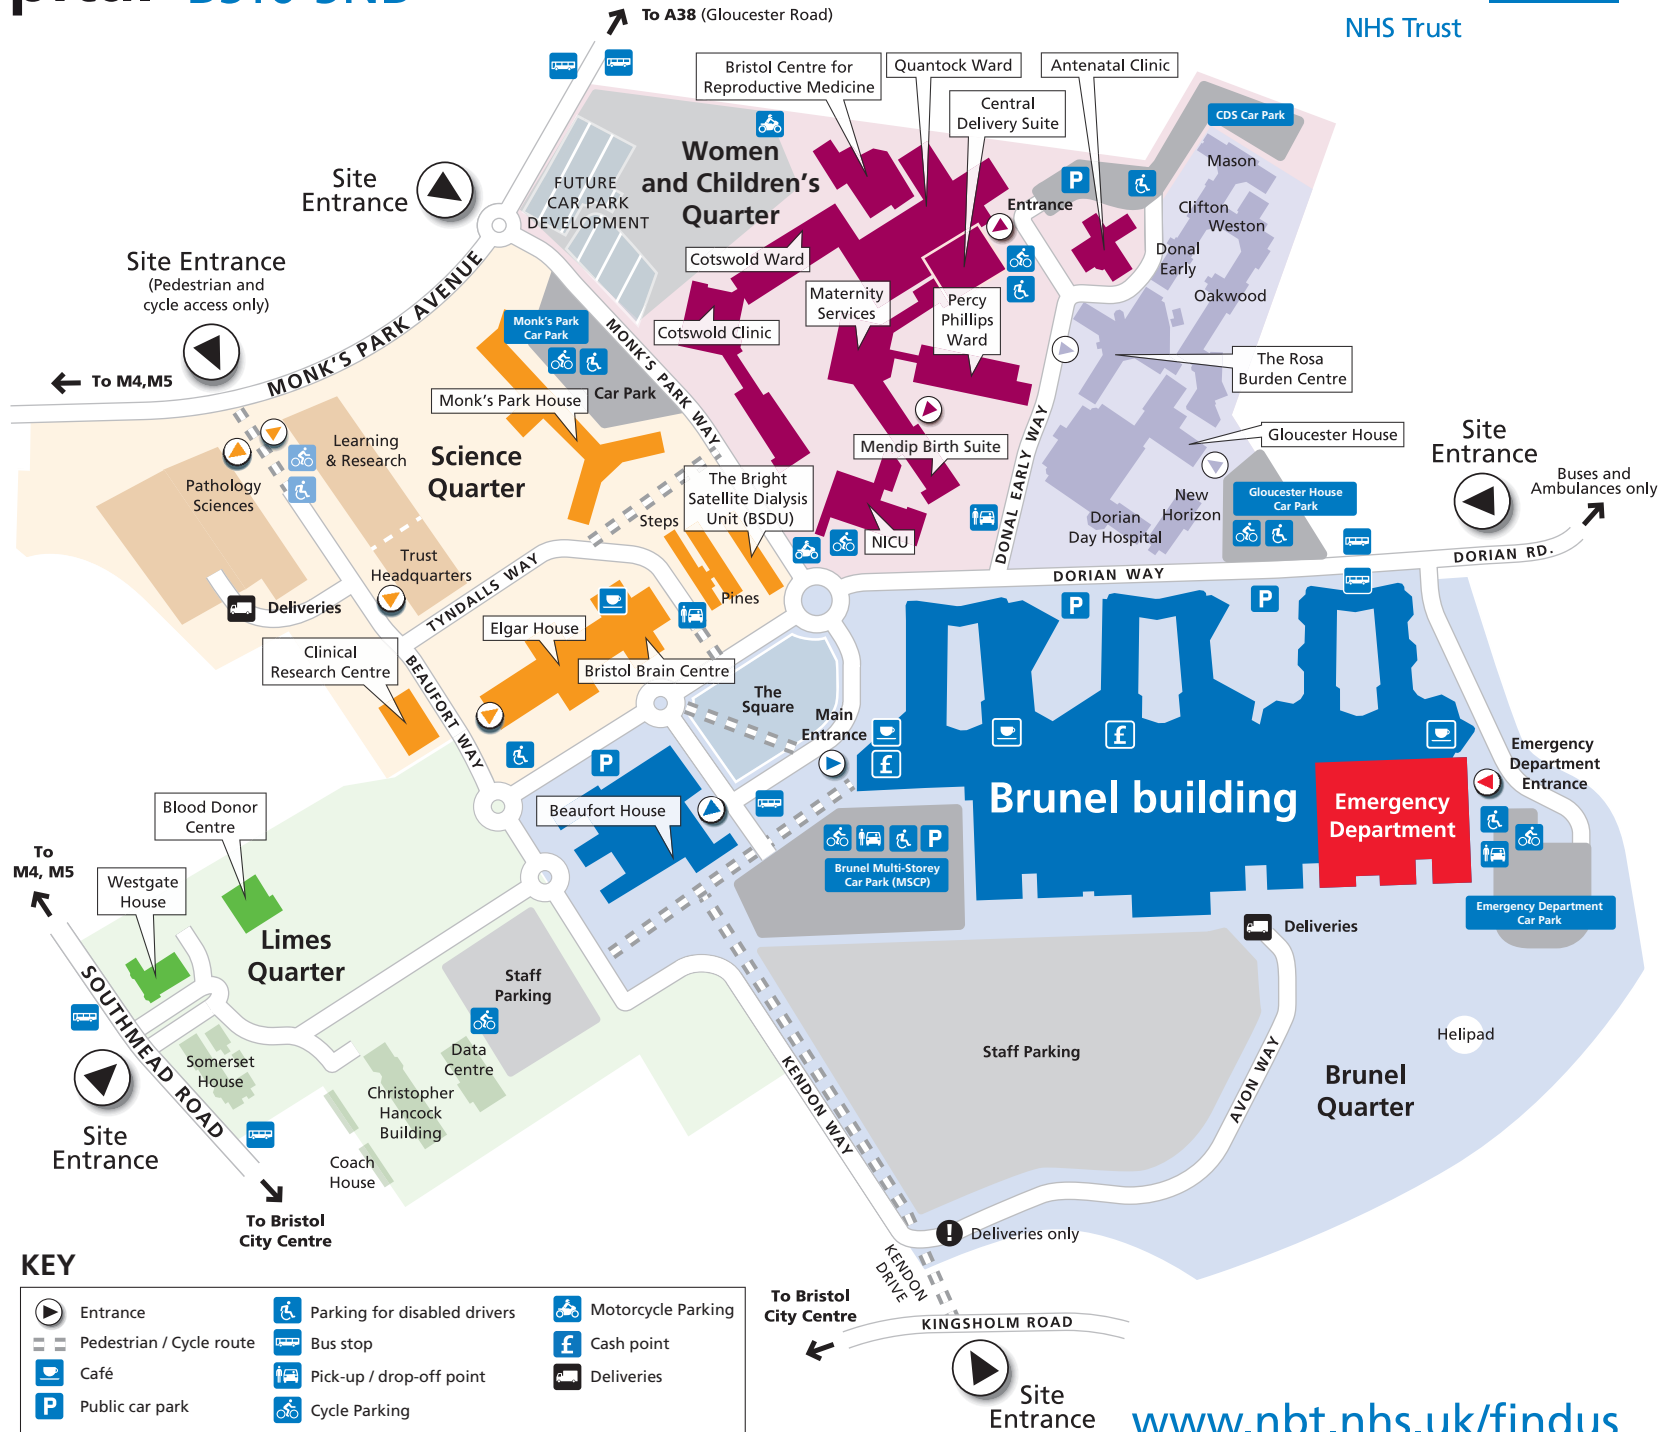 BS10 5NB
NHS Trust
To A38 (Gloucester Road)
Bristol Centre for
Reproductive Medicine
Quantock Ward
Antenatal Clinic
Central
Delivery Suite
CDS Car Park
Women
and Children's
Quarter
FUTURE
CAR PARK
DEVELOPMENT
Site
Entrance
Mason
P
Entrance
Clifton
Weston
Donal
Early
Oakwood
Site Entrance
(Pedestrian and
cycle access only)
Cotswold Ward
Maternity
Services
Percy
Phillips
Ward
Cotswold Clinic
MONK'S PARK AVENUE
MONK'S PARK WAY
Monk's Park
Car Park
Car Park
To M4,M5
Monk's Park House
The Rosa
Burden Centre
Gloucester House
Mendip Birth Suite
DONAL EARLY WAY
Learning
& Research
Science
Quarter
Pathology
Sciences
The Bright
Satellite Dialysis
Unit (BSDU)
Steps
NICU
New
Horizon
Dorian
Day Hospital
Gloucester House
Car Park
Site
Entrance
Buses and
Ambulances only
DORIAN RD.
DORIAN WAY
Trust
Headquarters
Deliveries
TYNDALLS WAY
Pines
Elgar House
Bristol Brain Centre
Clinical
Research Centre
BEAUFORT WAY
P
P
The
Square
Main
Entrance
£
£
P
Brunel building
Emergency
Department
Emergency
Department
Entrance
Beaufort House
P
Brunel Multi-Storey
Car Park (MSCP)
Emergency Department
Car Park
Blood Donor
Centre
To
M4, M5
Westgate
House
Limes
Quarter
Staff
Parking
Deliveries
SOUTHMEAD ROAD
Somerset
House
Data
Centre
Christopher
Hancock
Building
Coach
House
Staff Parking
Helipad
Brunel
Quarter
KENDON WAY
AVON WAY
Site
Entrance
To Bristol
City Centre
! Deliveries only
KENDON
DRIVE
To Bristol
City Centre
KINGSHOLM ROAD
Site
Entrance
KEY
Entrance
Pedestrian / Cycle route
Café
P Public car park
Parking for disabled drivers
Bus stop
Pick-up / drop-off point
Cycle Parking
Motorcycle Parking
£ Cash point
Deliveries
www.nbt.nhs.uk/findus